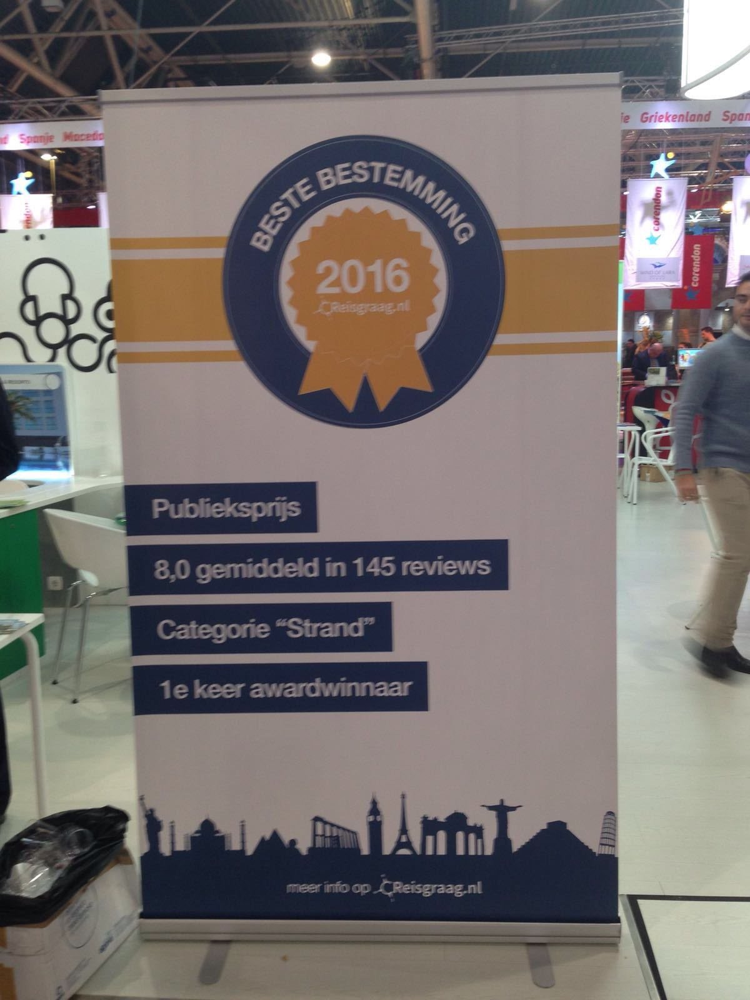 Spanje Macedo
Griekenland Span
corendon
corendon
BESTE BESTEMMING
2016
Reisgraag.nl
Publieksprijs
8,0 gemiddeld in 145 reviews
Categorie “Strand”
1e keer awardwinnaar
meer info op Reisgraag.nl